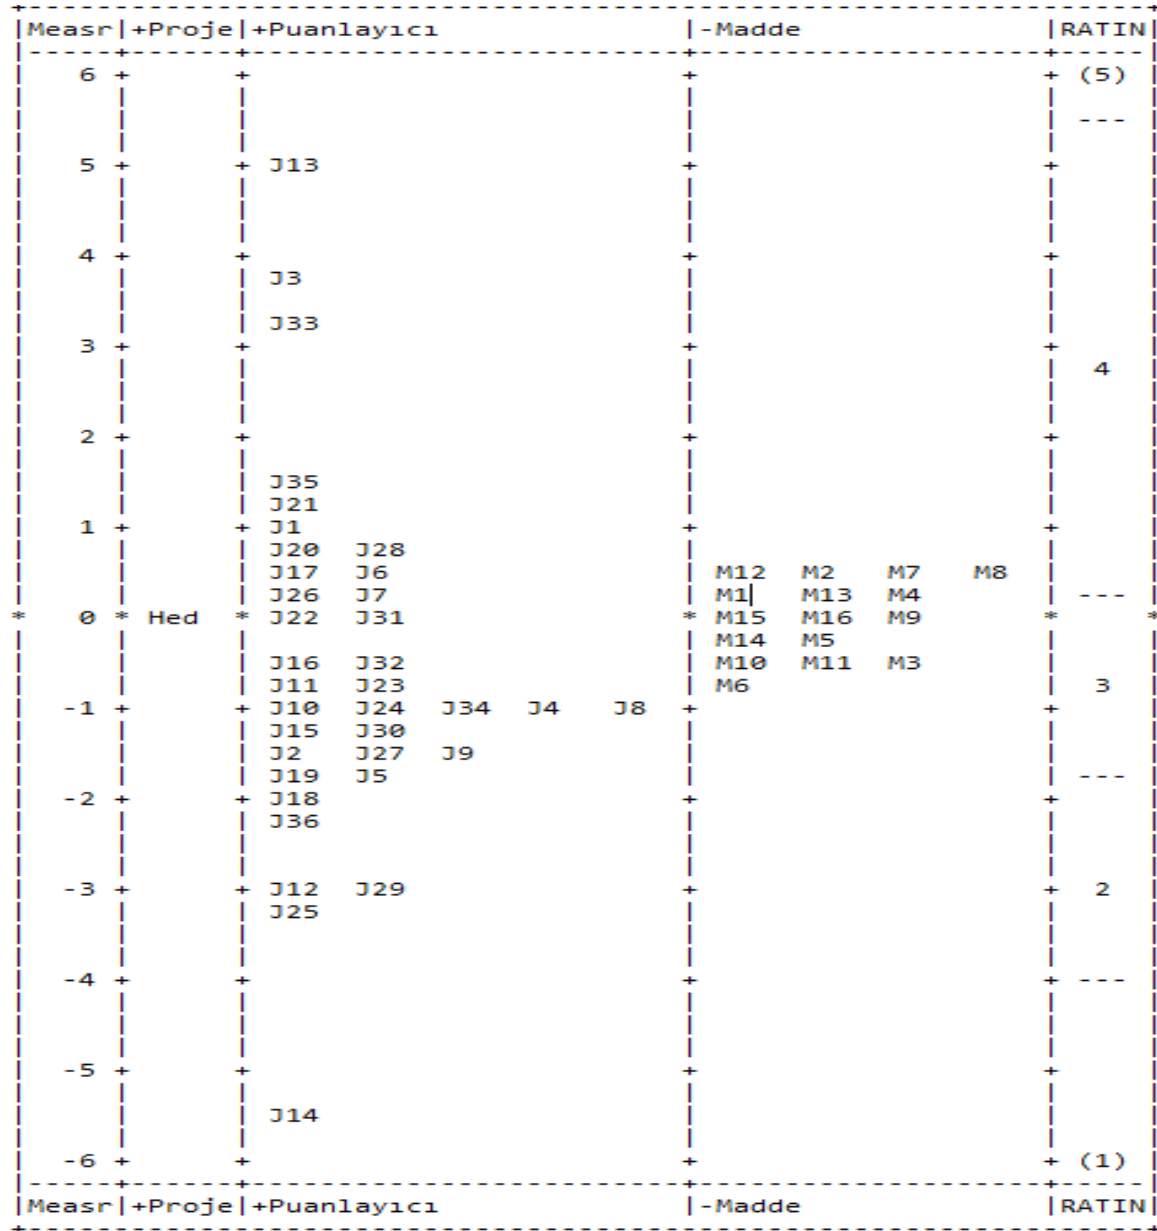 |Measr|+Proje|+Puanlayıcı |-Madde |RATIN|
6 + + + + (5)
---
5 + + J13 + +
4 + + + +
J3
J33
3 + + + +
4
2 + + + +
J35
J21
1 + + J1 + +
J20 J28
J17 J6 M12 M2 M7 M8
J26 J7 M1| M13 M4 ---
* 0 * Hed * J22 J31 * M15 M16 M9 * *
M14 M5
J16 J32 M10 M11 M3
J11 J23 M6 3
-1 + + J10 J24 J34 J4 J8 + +
J15 J30
J2 J27 J9
J19 J5 ---
-2 + + J18 + +
J36
-3 + + J12 J29 + + 2
J25
-4 + + + + ---
-5 + + + +
J14
-6 + + + + (1)
|Measr|+Proje|+Puanlayıcı |-Madde |RATIN|